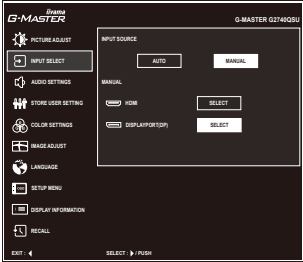 iiyama
G-MASTER
G-MASTER G2740QSU
PICTURE ADJUST
INPUT SELECT
AUDIO SETTINGS
STORE USER SETTING
COLOR SETTINGS
IMAGE ADJUST
LANGUAGE
OSD
SETUP MENU
DISPLAY INFORMATION
RECALL
INPUT SOURCE
AUTO
MANUAL
MANUAL
HDMI
SELECT
DISPLAYPORT(DP)
SELECT
EXIT :
SELECT : / PUSH